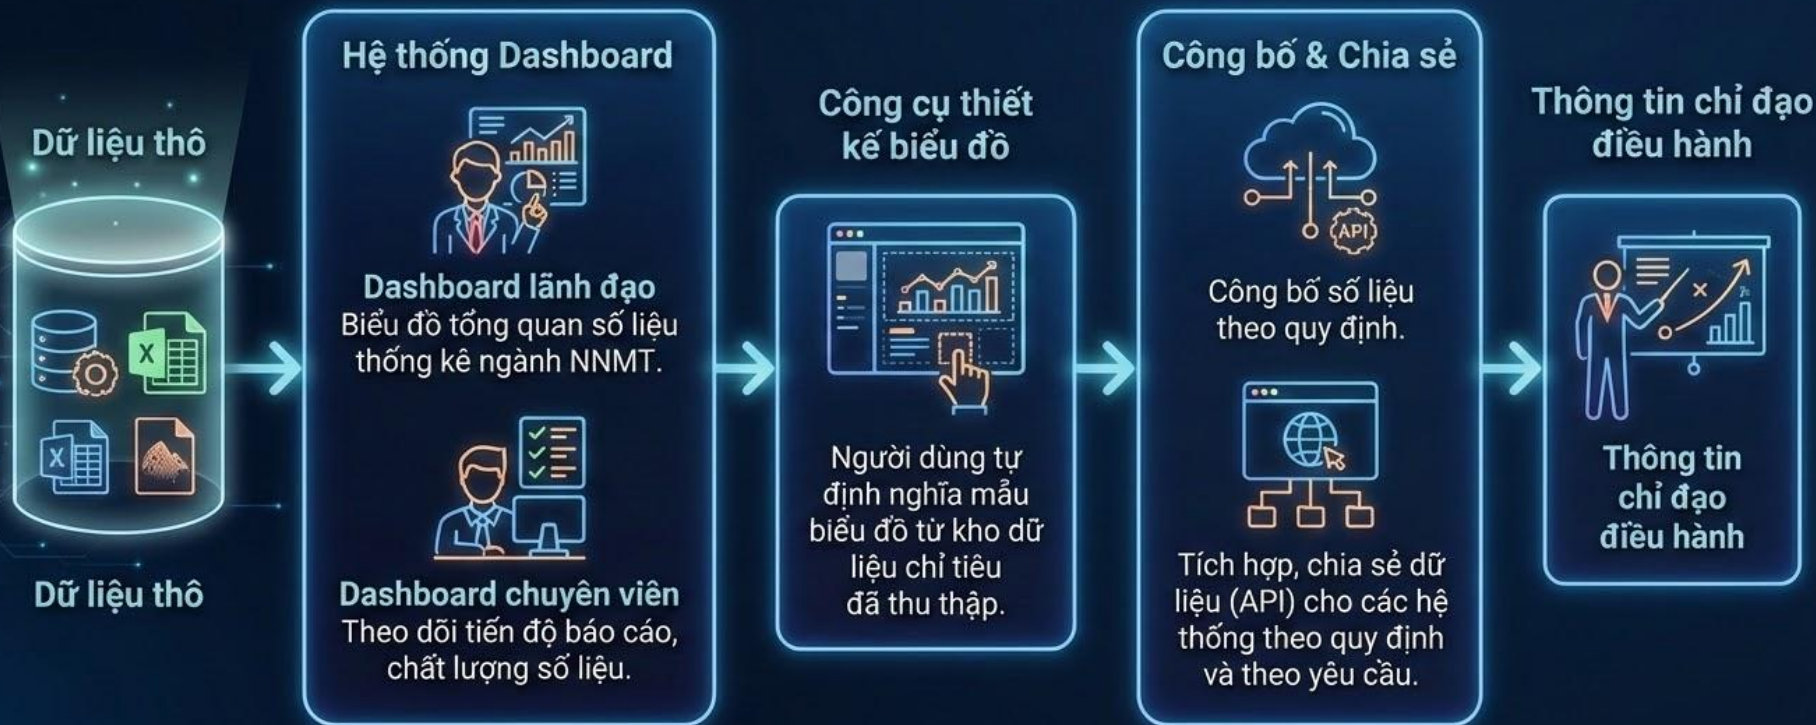 Dữ liệu thô
X
X
Dữ liệu thô
Hệ thống Dashboard
Dashboard lãnh đạo
Biểu đồ tổng quan số liệu
thống kê ngành NNMT.
Dashboard chuyên viên
Theo dõi tiến độ báo cáo,
chất lượng số liệu.
Công cụ thiết
kế biểu đồ
Người dùng tự
định nghĩa mẫu
biểu đồ từ kho dữ
liệu chỉ tiêu
đã thu thập.
Công bố & Chia sẻ
API
Công bố số liệu
theo quy định.
Tích hợp, chia sẻ dữ
liệu (API) cho các hệ
thống theo quy định
và theo yêu cầu.
Thông tin chỉ đạo
điều hành
x
Thông tin
chỉ đạo
điều hành